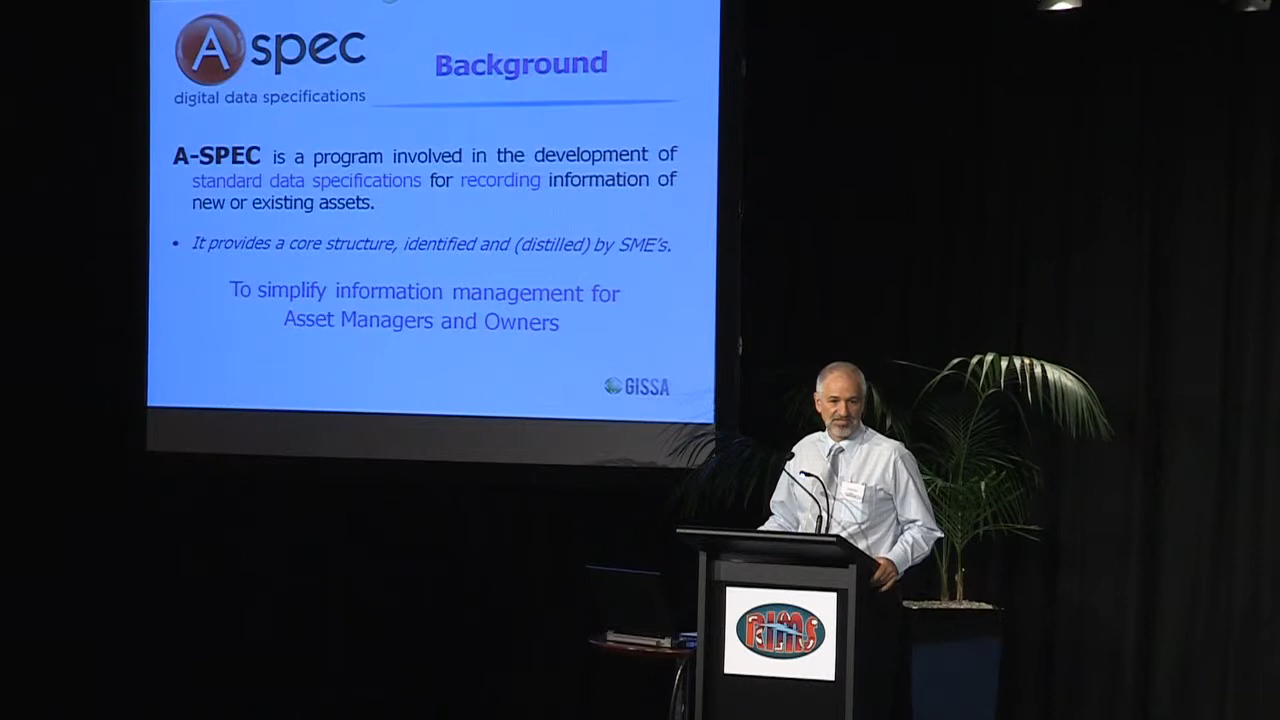 A spec
digital data specifications
Background
A-SPEC is a program involved in the development of
standard data specifications for recording information of
new or existing assets.
• It provides a core structure, identified and (distilled) by SME's.
To simplify information management for
Asset Managers and Owners
GISSA
RIMS